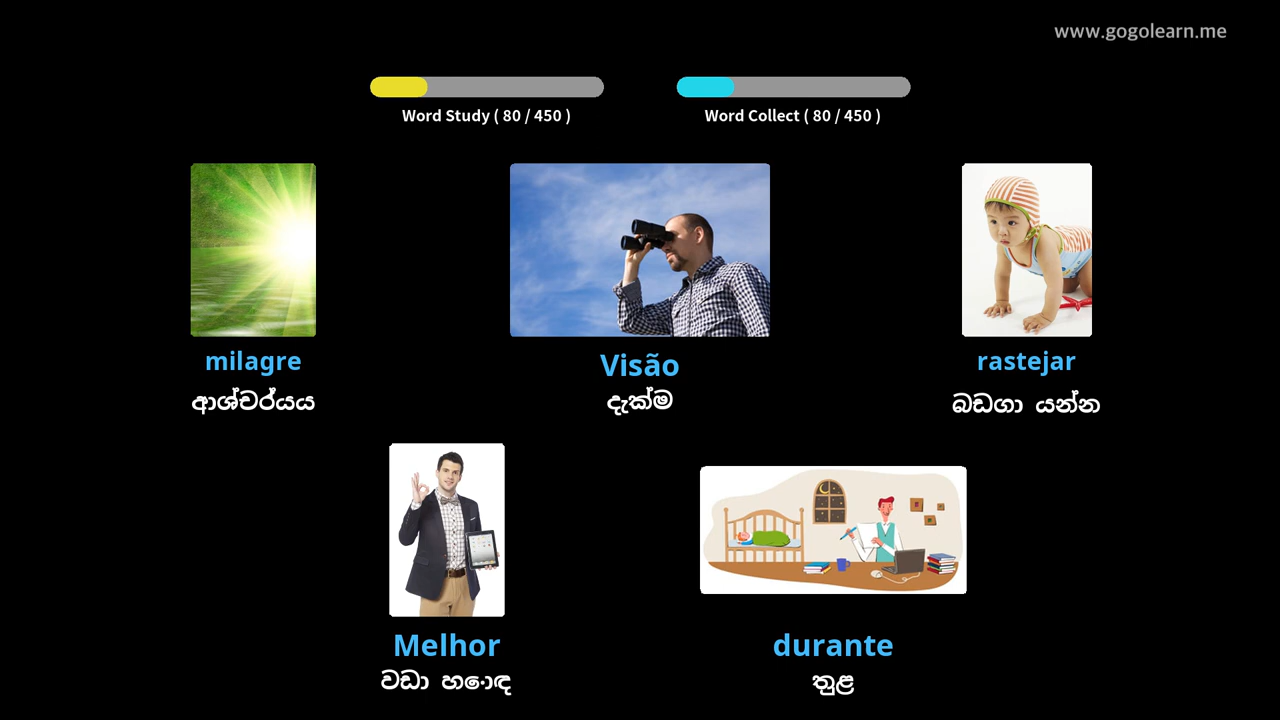 www.gogolearn.me
Word Study ( 80 / 450 )
Word Collect ( 80 / 450 )
milagre
ආශ්චර්යය
Visão
දැක්ම
rastejar
බඩගා යන්න
Melhor
වඩා හොඳ
durante
තුළ